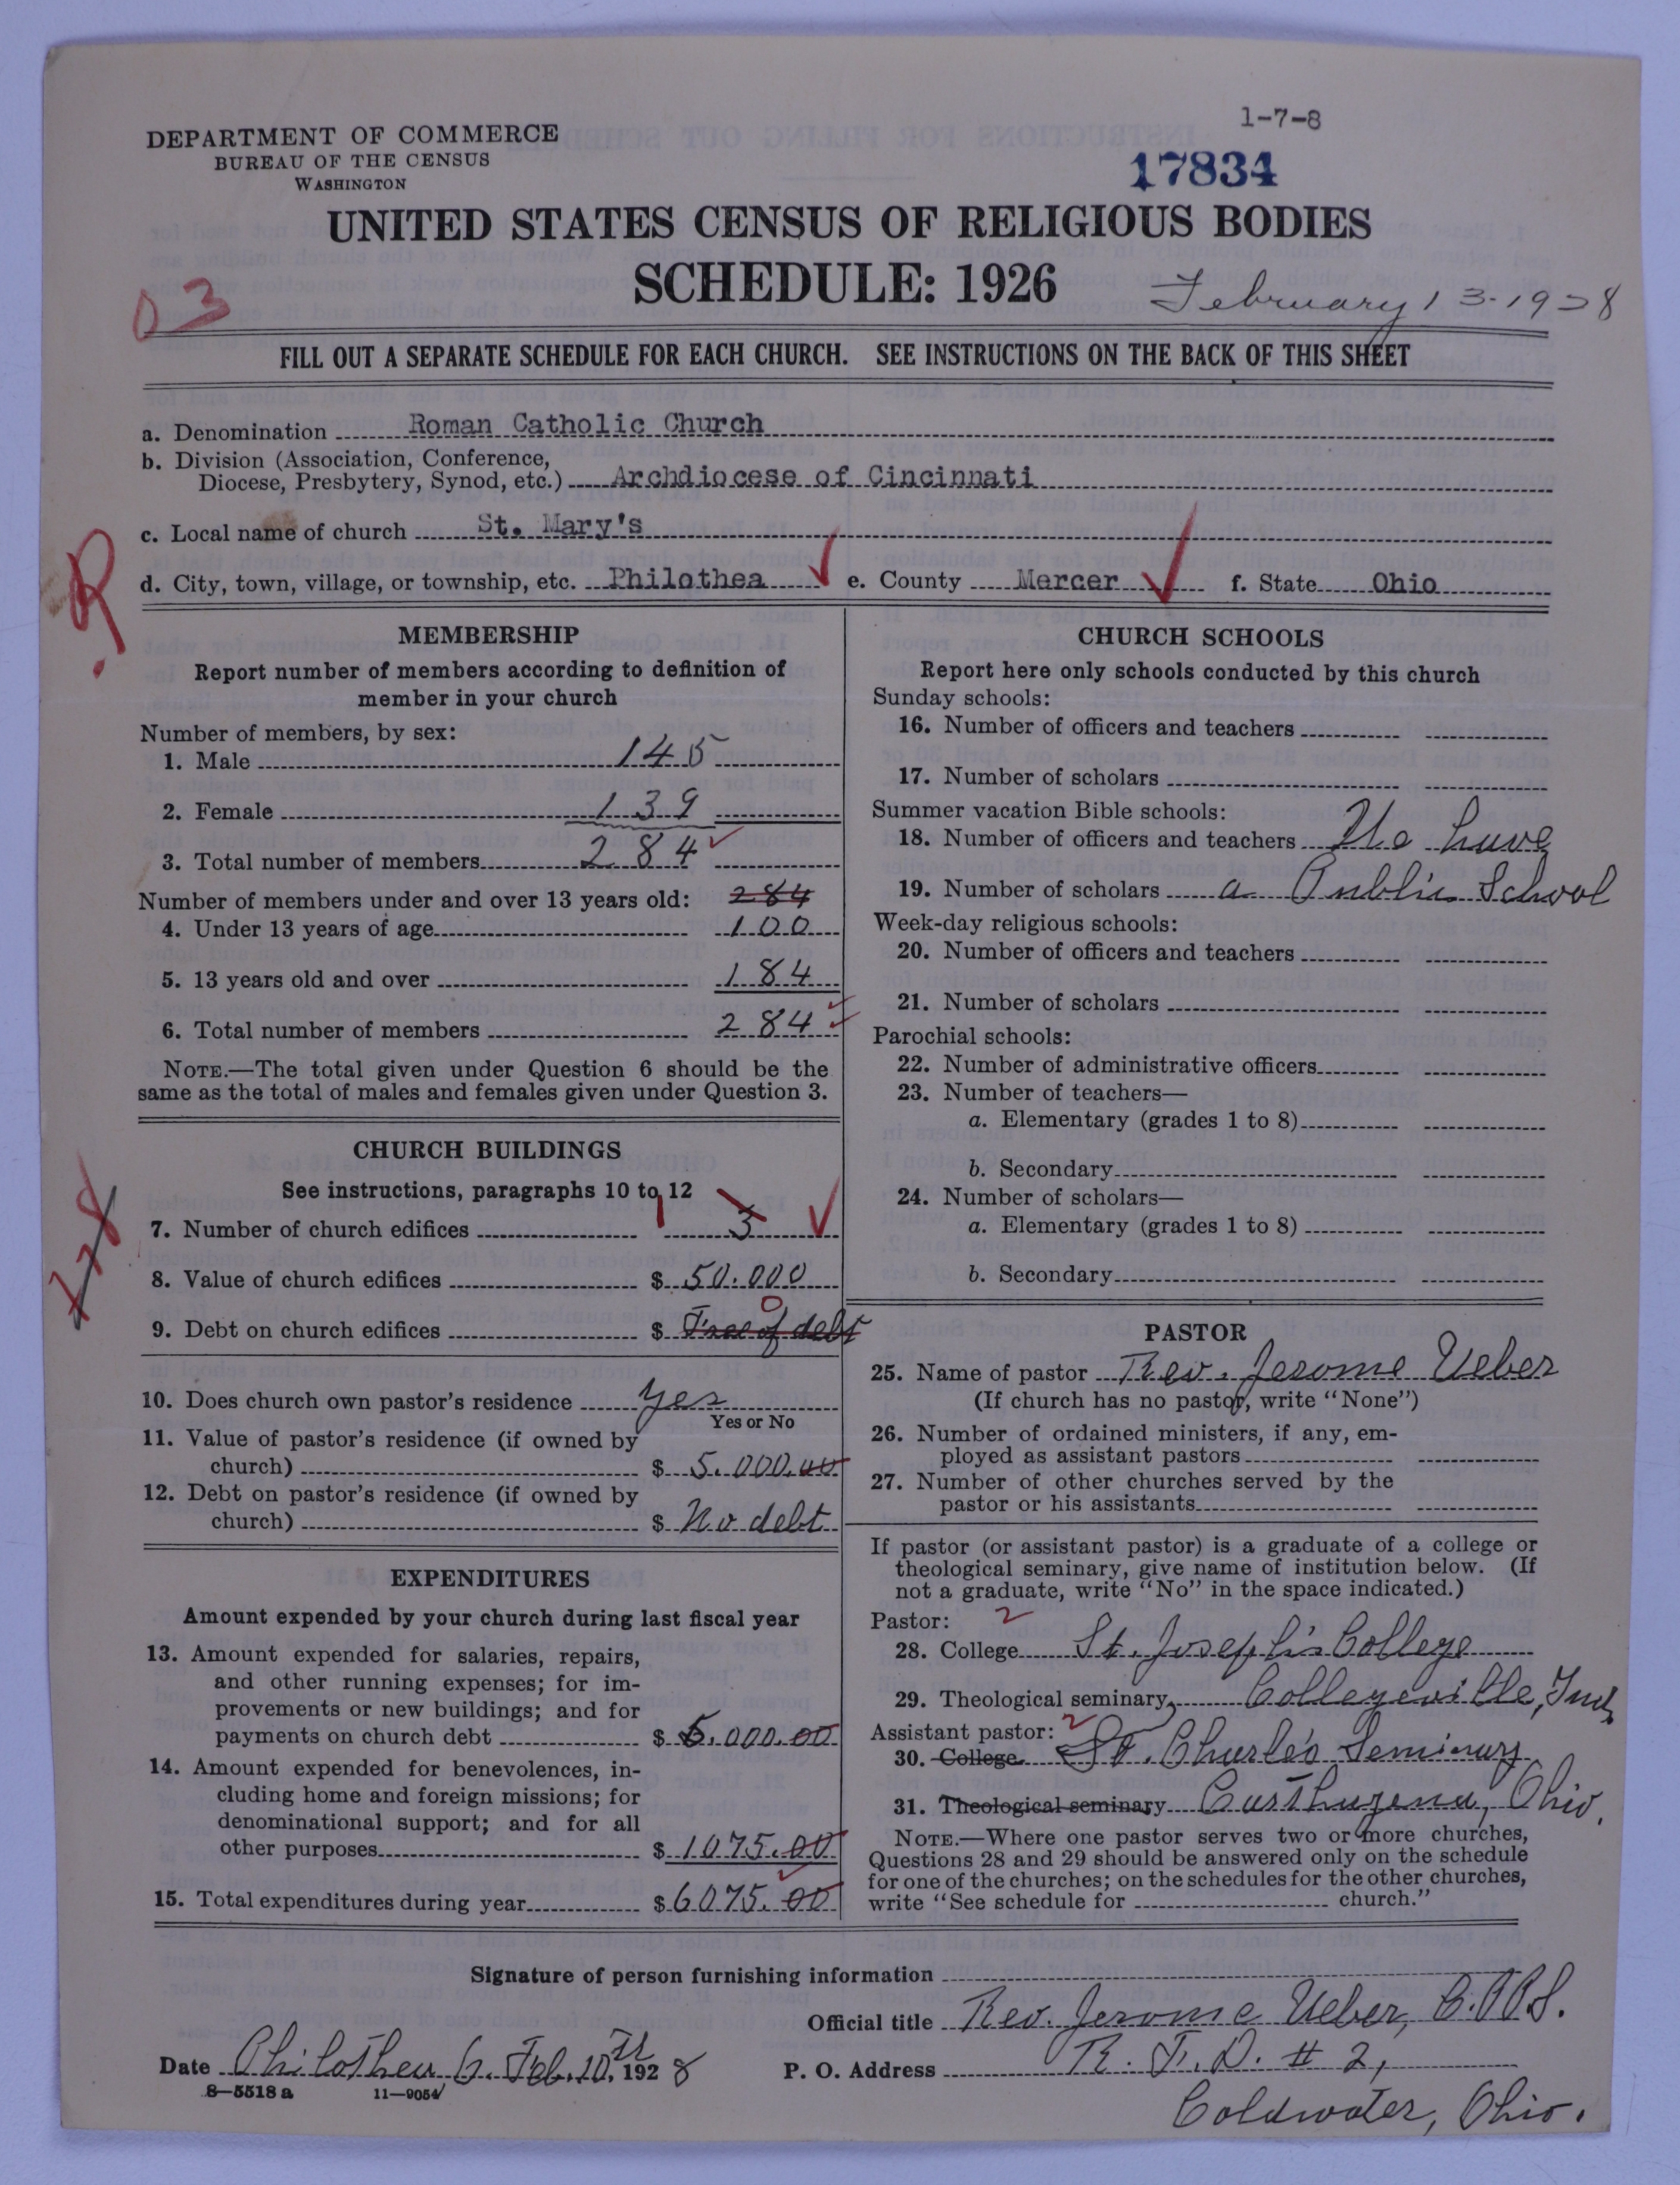 1-7-8
DEPARTMENT OF COMMERCE
BUREAU OF THE CENSUS
WASHINGTON
17834
UNITED STATES CENSUS OF RELIGIOUS BODIES
SCHEDULE: 1926
February 13-1928
03
FILL OUT A SEPARATE SCHEDULE FOR EACH CHURCH. SEE INSTRUCTIONS ON THE BACK OF THIS SHEET
a. Denomination Roman Catholic Church
b. Division (Association, Conference,
Diocese, Presbytery, Synod, etc.) Archdiocese of Cincinnati
c. Local name of church St. Mary's
R
d. City, town, village, or township, etc. Philothea e. County Mercer f. State Ohio
MEMBERSHIP
Report number of members according to definition of
member in your church
Number of members, by sex:
1. Male 145
2. Female 139
3. Total number of members 284
Number of members under and over 13 years old: 284
4. Under 13 years of age 100
5. 13 years old and over 184
6. Total number of members 284
NOTE.—The total given under Question 6 should be the
same as the total of males and females given under Question 3.
CHURCH BUILDINGS
See instructions, paragraphs 10 to 12
7. Number of church edifices 1 3
8. Value of church edifices $ 50.000
0
9. Debt on church edifices $ Free of debt
10. Does church own pastor's residence yes
Yes or No
11. Value of pastor's residence (if owned by
church) $ 5.000.00
12. Debt on pastor's residence (if owned by
church) $ No debt
EXPENDITURES
Amount expended by your church during last fiscal year
13. Amount expended for salaries, repairs,
and other running expenses; for im-
provements or new buildings; and for
payments on church debt $ 5.000.00
14. Amount expended for benevolences, in-
cluding home and foreign missions; for
denominational support; and for all
other purposes $ 1075.00
15. Total expenditures during year $ 6075.00
CHURCH SCHOOLS
Report here only schools conducted by this church
Sunday schools:
16. Number of officers and teachers
17. Number of scholars
Summer vacation Bible schools:
18. Number of officers and teachers We have
19. Number of scholars a Public School
Week-day religious schools:
20. Number of officers and teachers
21. Number of scholars
Parochial schools:
22. Number of administrative officers
23. Number of teachers—
a. Elementary (grades 1 to 8)
b. Secondary
24. Number of scholars—
a. Elementary (grades 1 to 8)
b. Secondary
PASTOR
25. Name of pastor Rev. Jerome Ueber
(If church has no pastor, write "None")
26. Number of ordained ministers, if any, em-
ployed as assistant pastors
27. Number of other churches served by the
pastor or his assistants
If pastor (or assistant pastor) is a graduate of a college or
theological seminary, give name of institution below. (If
not a graduate, write "No" in the space indicated.)
Pastor: 2
28. College St. Joseph's College
29. Theological seminary Collegeville, Ind.
Assistant pastor: 2
30. College St. Charles Seminary
31. Theological seminary Carthagena, Ohio.
NOTE.—Where one pastor serves two or more churches,
Questions 28 and 29 should be answered only on the schedule
for one of the churches; on the schedules for the other churches,
write "See schedule for church."
Signature of person furnishing information
Official title Rev. Jerome Ueber, C.PP.S.
Date Philothea, O. Feb. 10, th 1928 P. O. Address R. F. D. # 2,
8-5518 a 11-9054
Coldwater, Ohio.